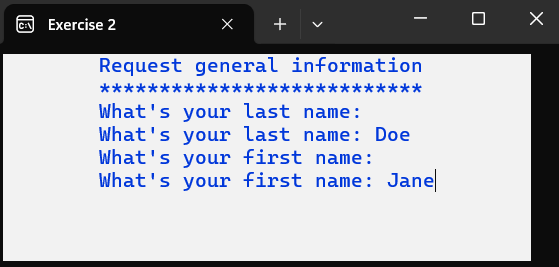 Exercise 2
Request general information
***************************
What's your last name:
What's your last name: Doe
What's your first name:
What's your first name: Jane